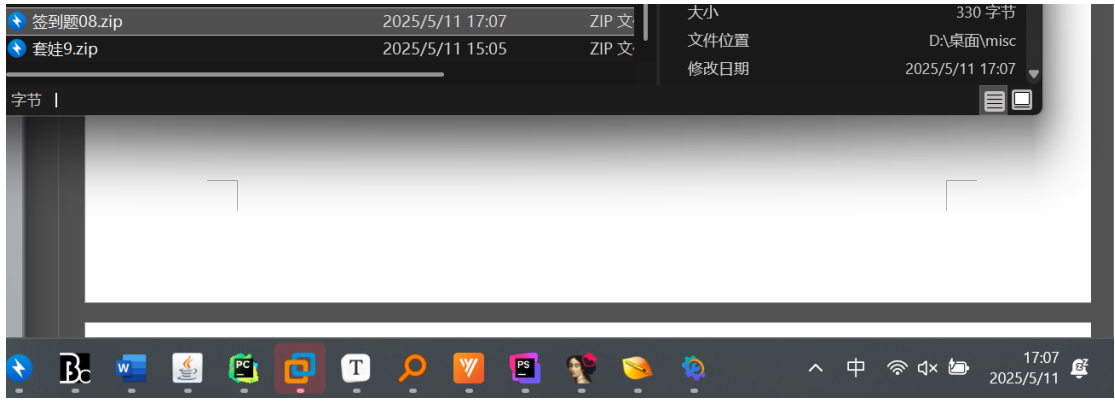 签到题08.zip 2025/5/11 17:07 ZIP 文
套娃9.zip 2025/5/11 15:05 ZIP 文
大小 330 字节
文件位置 D:\桌面\misc
修改日期 2025/5/11 17:07
字节
W PC T PS 中 17:07
2025/5/11